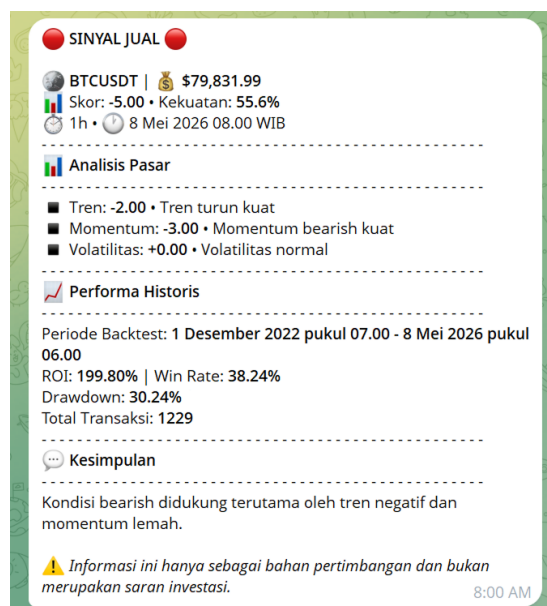 🔴 SINYAL JUAL 🔴
🪙 BTCUSDT | 💰 $79,831.99
📊 Skor: -5.00 • Kekuatan: 55.6%
⏱ 1h • 🕐 8 Mei 2026 08.00 WIB
- - - - - - - - - - - - - - - - - - - - - - - - - - - - - - - - - - - - - - - - - - - - - - - - -
📊 Analisis Pasar
- - - - - - - - - - - - - - - - - - - - - - - - - - - - - - - - - - - - - - - - - - - - - - - - -
▪ Tren: -2.00 • Tren turun kuat
▪ Momentum: -3.00 • Momentum bearish kuat
▪ Volatilitas: +0.00 • Volatilitas normal
- - - - - - - - - - - - - - - - - - - - - - - - - - - - - - - - - - - - - - - - - - - - - - - - -
📈 Performa Historis
- - - - - - - - - - - - - - - - - - - - - - - - - - - - - - - - - - - - - - - - - - - - - - - - -
Periode Backtest: 1 Desember 2022 pukul 07.00 - 8 Mei 2026 pukul
06.00
ROI: 199.80% | Win Rate: 38.24%
Drawdown: 30.24%
Total Transaksi: 1229
- - - - - - - - - - - - - - - - - - - - - - - - - - - - - - - - - - - - - - - - - - - - - - - - -
💬 Kesimpulan
- - - - - - - - - - - - - - - - - - - - - - - - - - - - - - - - - - - - - - - - - - - - - - - - -
Kondisi bearish didukung terutama oleh tren negatif dan
momentum lemah.
⚠️ Informasi ini hanya sebagai bahan pertimbangan dan bukan
merupakan saran investasi.
8:00 AM